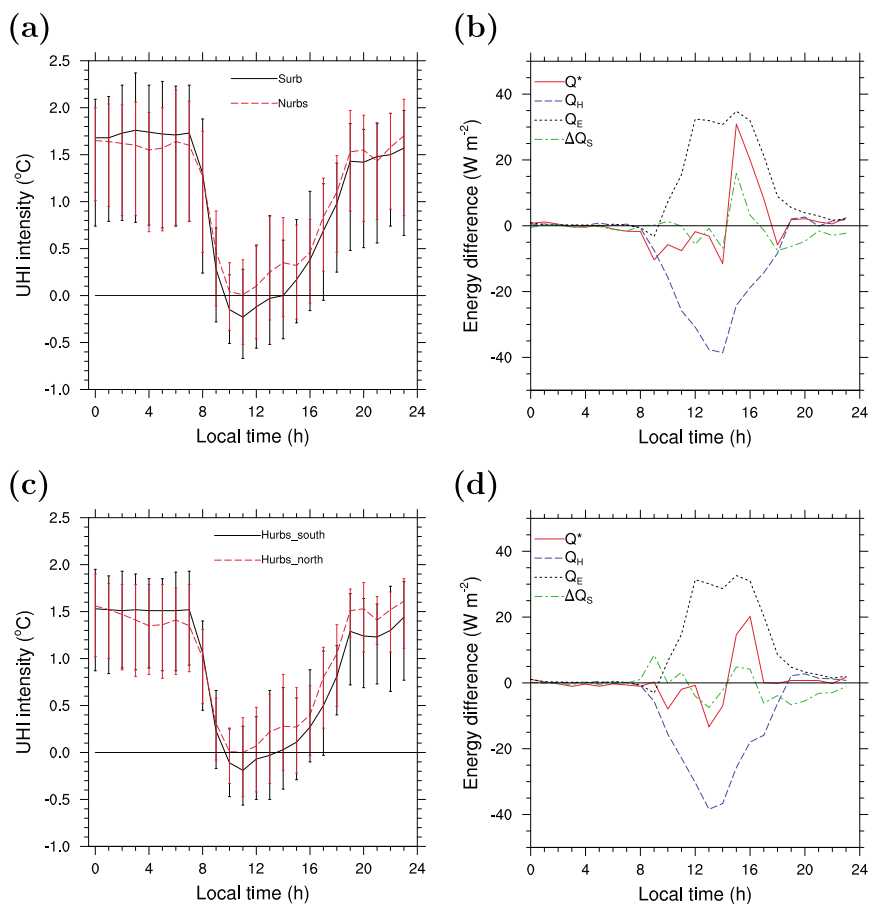 (a)
UHI intensity (°C)
2.5
2.0
1.5
1.0
0.5
0.0
-0.5
-1.0
Surb
Nurbs
0 4 8 12 16 20 24
Local time (h)
(b)
Energy difference (W m⁻²)
40
20
0
-20
-40
Q*
Q_H
Q_E
ΔQ_S
0 4 8 12 16 20 24
Local time (h)
(c)
UHI intensity (°C)
2.5
2.0
1.5
1.0
0.5
0.0
-0.5
-1.0
Hurbs_south
Hurbs_north
0 4 8 12 16 20 24
Local time (h)
(d)
Energy difference (W m⁻²)
40
20
0
-20
-40
Q*
Q_H
Q_E
ΔQ_S
0 4 8 12 16 20 24
Local time (h)